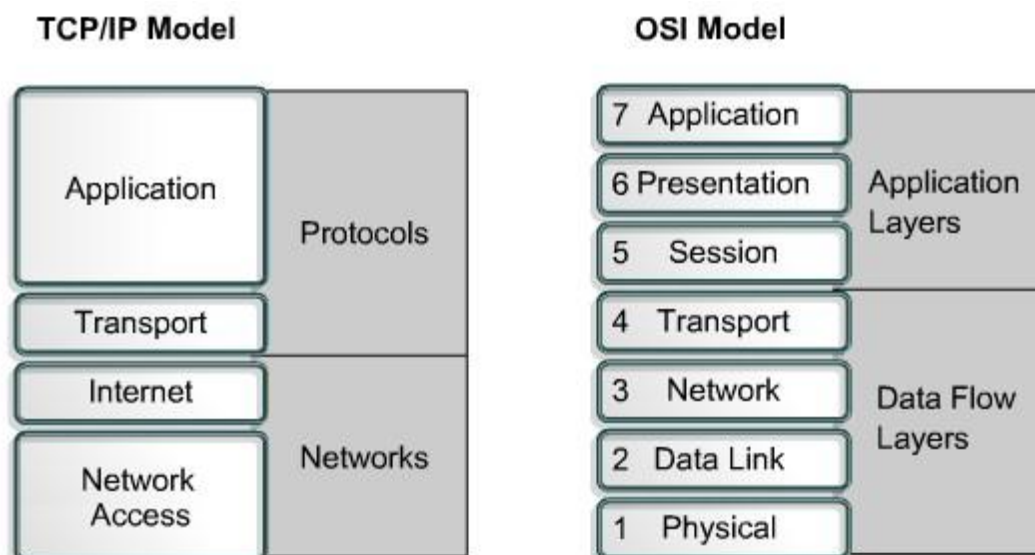 TCP/IP Model
Application
Transport
Internet
Network
Access
Protocols
Networks
OSI Model
7 Application
6 Presentation
5 Session
4 Transport
3 Network
2 Data Link
1 Physical
Application
Layers
Data Flow
Layers